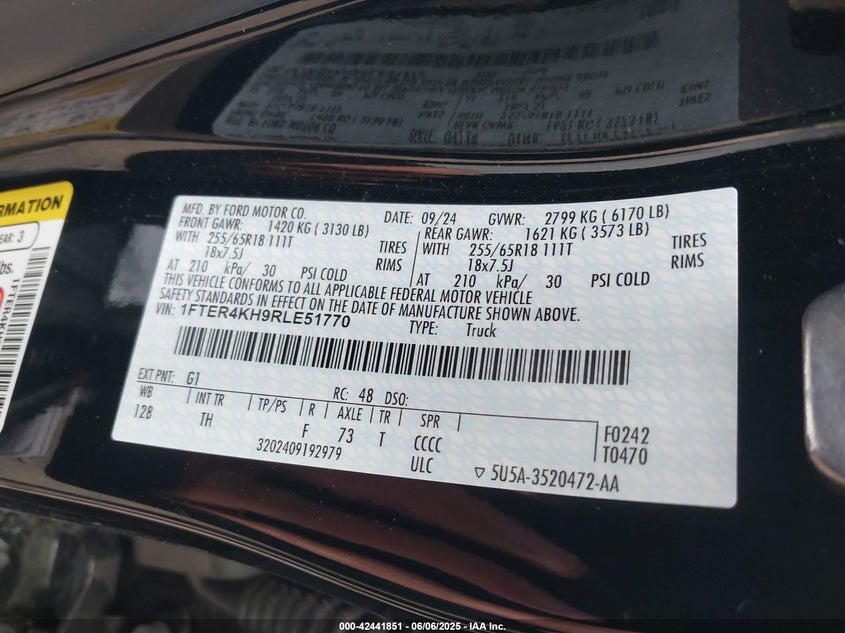 RMATION
EAR: 3
lbs.
MFD. BY FORD MOTOR CO.
DATE: 09/24 GVWR: 2799 KG ( 6170 LB)
FRONT GAWR: 1420 KG ( 3130 LB) REAR GAWR: 1621 KG ( 3573 LB)
WITH 255/65R18 111T TIRES WITH 255/65R18 111T TIRES
18x7.5J RIMS 18x7.5J RIMS
AT 210 kPa/ 30 PSI COLD AT 210 kPa/ 30 PSI COLD
THIS VEHICLE CONFORMS TO ALL APPLICABLE FEDERAL MOTOR VEHICLE
SAFETY STANDARDS IN EFFECT ON THE DATE OF MANUFACTURE SHOWN ABOVE.
VIN: 1FTER4KH9RLE51770
TYPE: Truck
EXT PNT: G1 RC: 48 DSO:
WB INT TR TP/PS R AXLE TR SPR
128 TH F 73 T CCCC F0242
3202409192979 ULC T0470
▽ 5U5A-3520472-AA
000-42441851 - 06/06/2025 - IAA Inc.